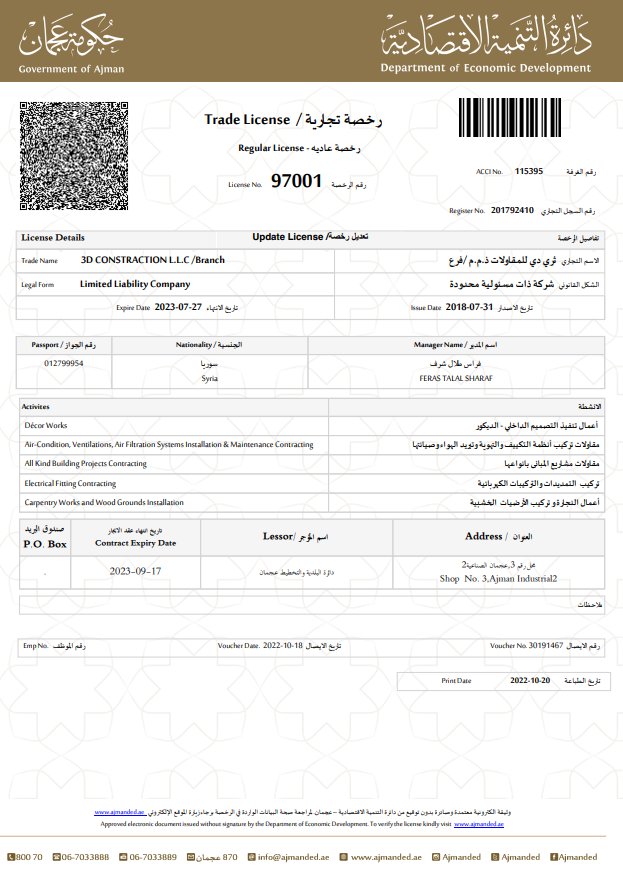 حكومة عجمان
دائرة التنمية الاقتصادية
Government of Ajman
Department of Economic Development
Trade License / رخصة تجارية
Regular License - رخصة عاديه
ACCI No. 115395 رقم الغرفة
License No. 97001 رقم الرخصة
Register No. 201792410 رقم السجل التجاري
License Details Update License/تعديل رخصة تفاصيل الرخصة
Trade Name 3D CONSTRACTION L.L.C /Branch ثري دي للمقاولات ذ.م.م /فرع الاسم التجاري
Legal Form Limited Liability Company شركة ذات مسئولية محدودة الشكل القانوني
Expire Date 2023-07-27 تاريخ الانتهاء Issue Date 2018-07-31 تاريخ الاصدار
Passport / رقم الجواز Nationality / الجنسية Manager Name / اسم المدير
012799954 سوريا فراس طلال شرف
Syria FERAS TALAL SHARAF
Activites الانشطة
Décor Works أعمال تنفيذ التصميم الداخلي - الديكور
Air-Condition, Ventilations, Air Filtration Systems Installation & Maintenance Contracting مقاولات تركيب أنظمة التكييف والتهوية وتبريد الهواء وصيانتها
All Kind Building Projects Contracting مقاولات مشاريع المباني بانواعها
Electrical Fitting Contracting تركيب التمديدات والتركيبات الكهربائية
Carpentry Works and Wood Grounds Installation أعمال النجارة وتركيب الأرضيات الخشبية
صندوق البريد تاريخ انتهاء عقد الايجار
P.O. Box Contract Expiry Date Lessor/ اسم المؤجر Address / العنوان
. 2023-09-17 دائرة البلدية والتخطيط عجمان محل رقم 3,عجمان الصناعية2
Shop No. 3,Ajman Industrial2
ملاحظات
Emp No. رقم الموظف Voucher Date. 2022-10-18 تاريخ الايصال Voucher No. 30191467 رقم الايصال
Print Date 2022-10-20 تاريخ الطباعة
وثيقة الكترونية معتمدة وصادرة بدون توقيع من دائرة التنمية الاقتصادية – عجمان لمراجعة صحة البيانات الواردة في الرخصة برجاء زيارة الموقع الإلكتروني www.ajmanded.ae
Approved electronic document issued without signature by the Department of Economic Development. To verify the license kindly visit www.ajmanded.ae
800 70 06-7033888 06-7033889 870 عجمان info@ajmanded.ae www.ajmanded.ae Ajmanded Ajmanded Ajmanded